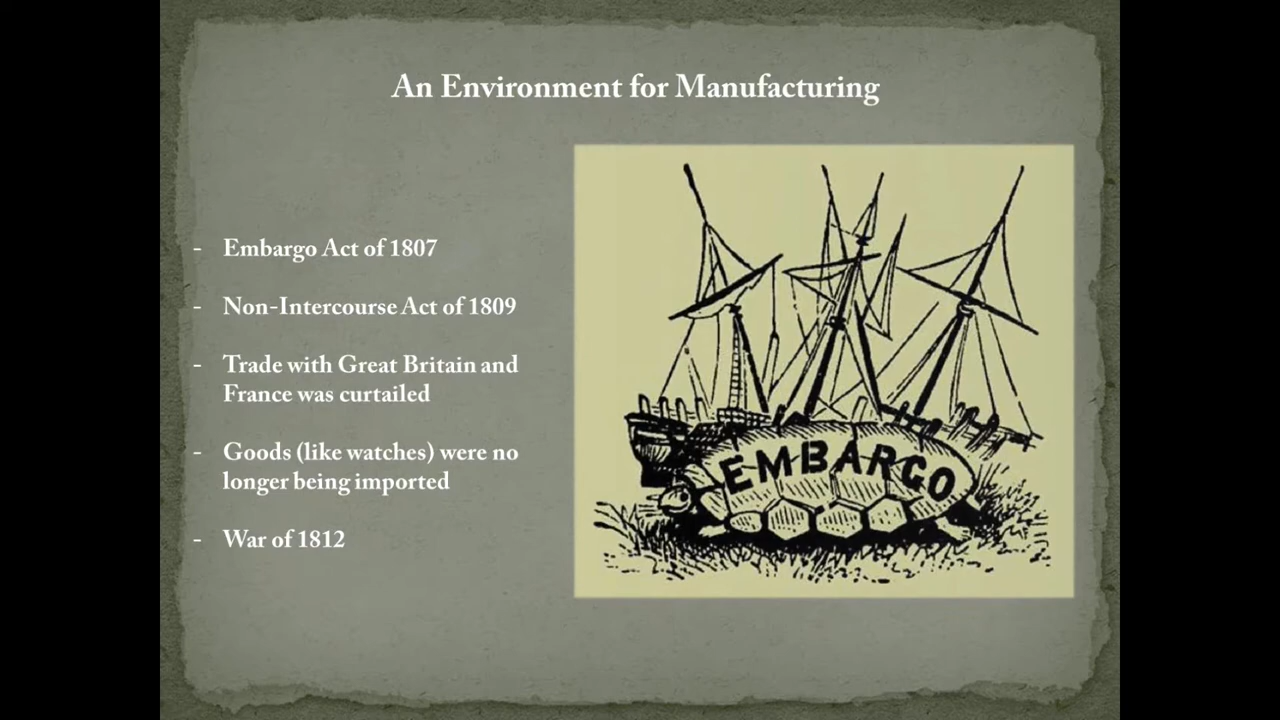 An Environment for Manufacturing
- Embargo Act of 1807
- Non-Intercourse Act of 1809
- Trade with Great Britain and
France was curtailed
- Goods (like watches) were no
longer being imported
- War of 1812
EMBARGO